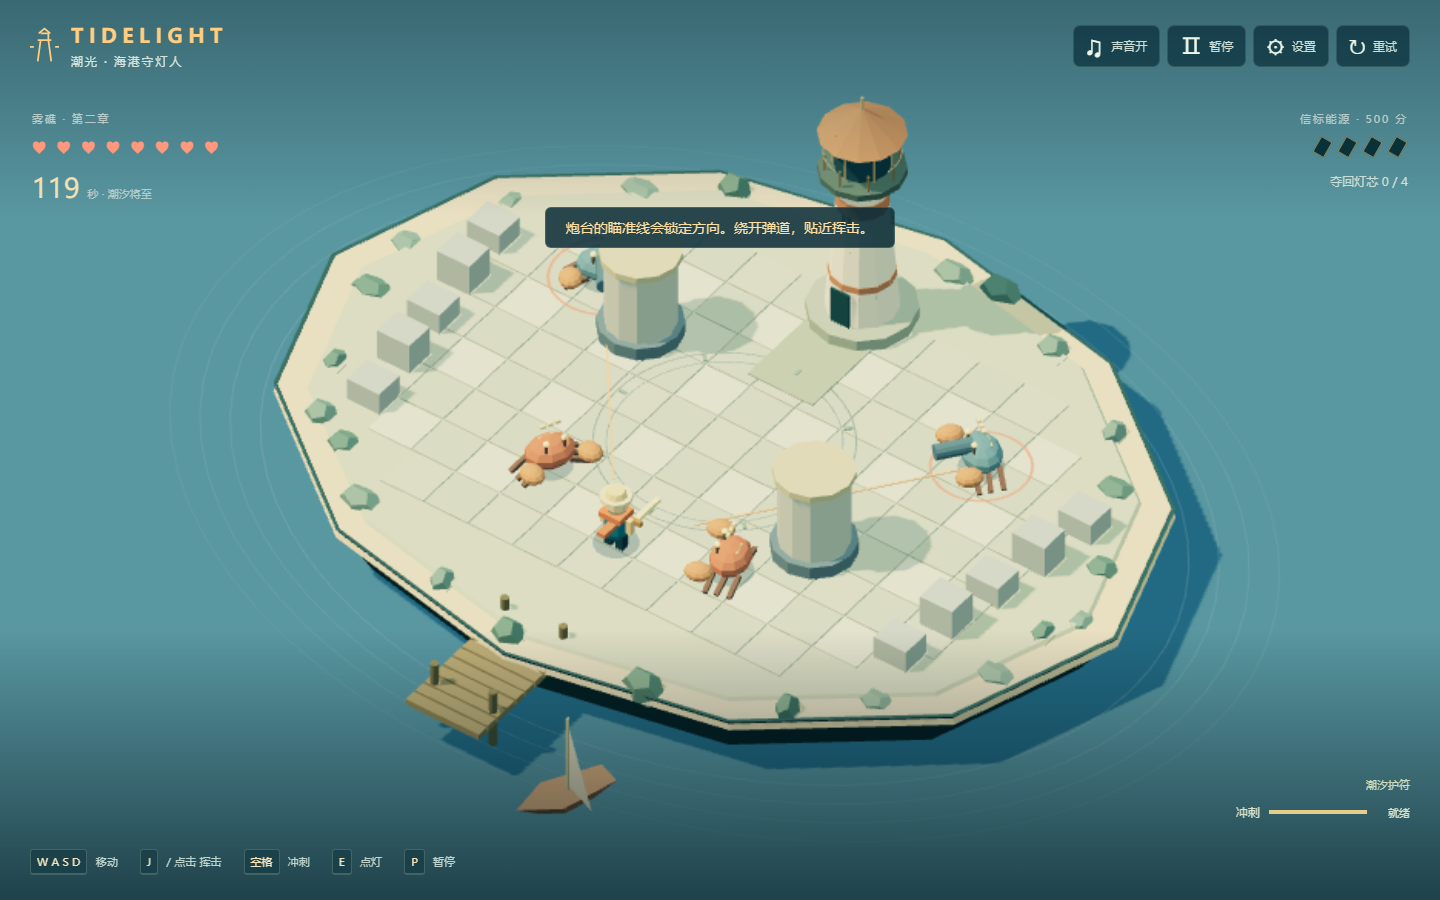 TIDELIGHT
潮光 · 海港守灯人
声音开
暂停
设置
重试
雾礁 · 第二章
119 秒 · 潮汐将至
信标能源 · 500 分
夺回灯芯 0 / 4
炮台的瞄准线会锁定方向。绕开弹道，贴近挥击。
潮汐护符
冲刺 就绪
WASD 移动 J / 点击 挥击 空格 冲刺 E 点灯 P 暂停